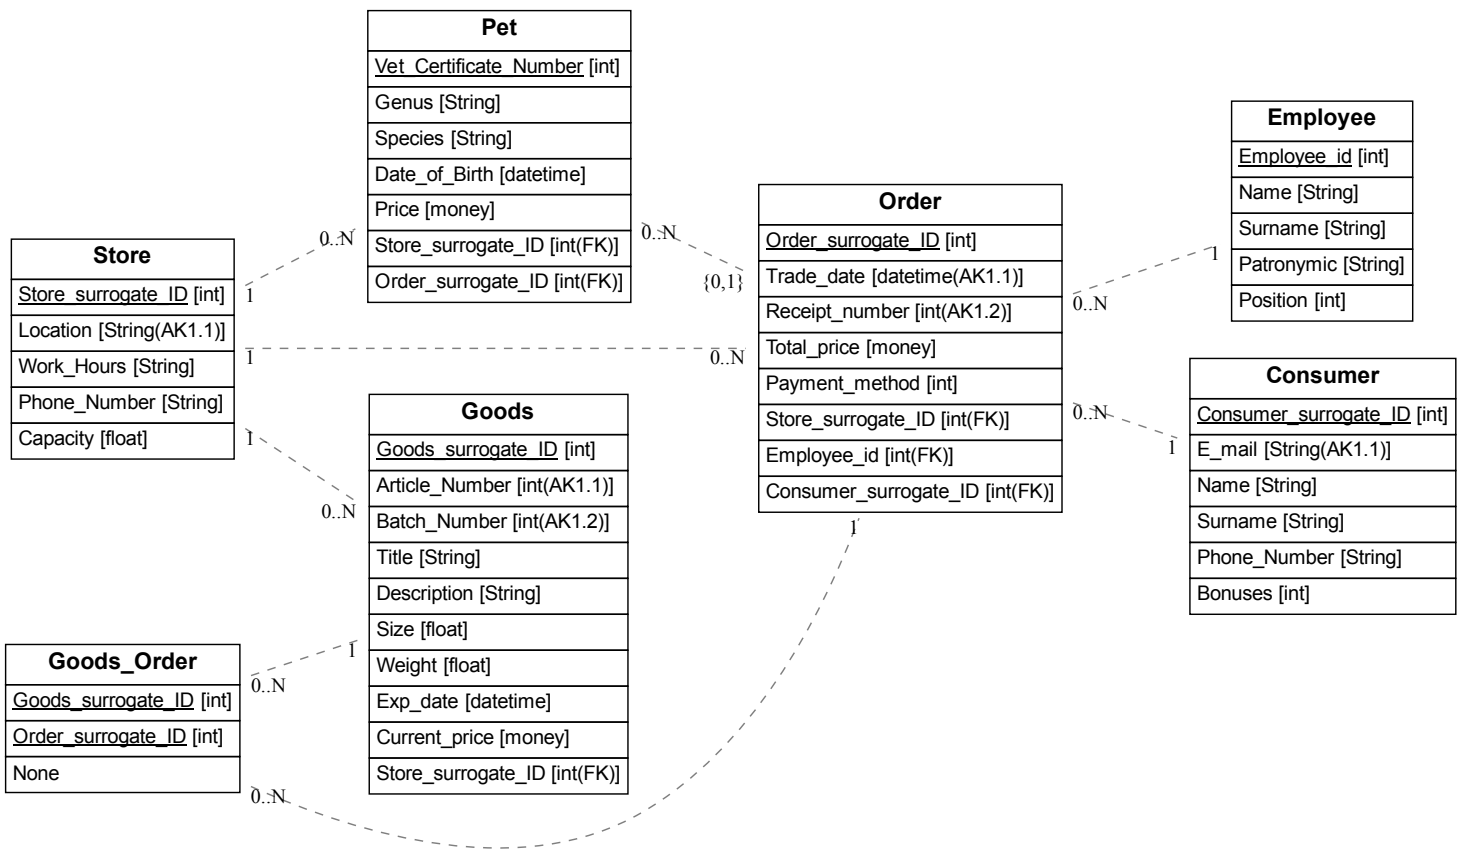 Pet
Vet_Certificate_Number [int]
Genus [String]
Species [String]
Date_of_Birth [datetime]
Price [money]
Store_surrogate_ID [int(FK)]
Order_surrogate_ID [int(FK)]
Store
Store_surrogate_ID [int]
Location [String(AK1.1)]
Work_Hours [String]
Phone_Number [String]
Capacity [float]
Goods
Goods_surrogate_ID [int]
Article_Number [int(AK1.1)]
Batch_Number [int(AK1.2)]
Title [String]
Description [String]
Size [float]
Weight [float]
Exp_date [datetime]
Current_price [money]
Store_surrogate_ID [int(FK)]
Goods_Order
Goods_surrogate_ID [int]
Order_surrogate_ID [int]
None
Order
Order_surrogate_ID [int]
Trade_date [datetime(AK1.1)]
Receipt_number [int(AK1.2)]
Total_price [money]
Payment_method [int]
Store_surrogate_ID [int(FK)]
Employee_id [int(FK)]
Consumer_surrogate_ID [int(FK)]
Employee
Employee_id [int]
Name [String]
Surname [String]
Patronymic [String]
Position [int]
Consumer
Consumer_surrogate_ID [int]
E_mail [String(AK1.1)]
Name [String]
Surname [String]
Phone_Number [String]
Bonuses [int]
1
0..N
0..N
{0,1}
1
0..N
1
0..N
0..N
1
0..N
1
0..N
1
0..N
1